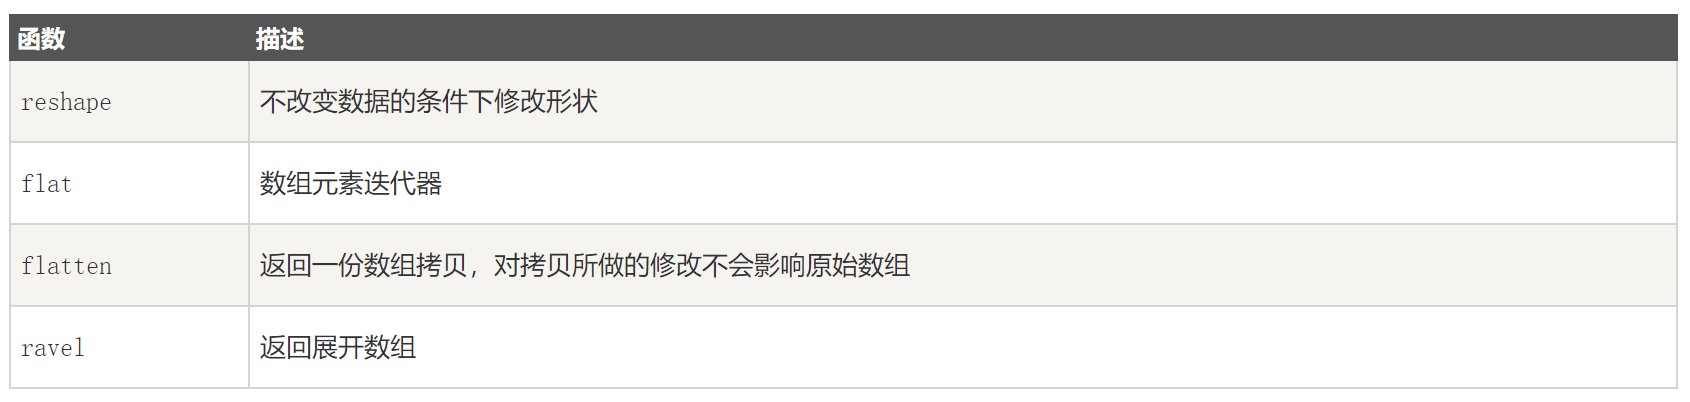 函数 描述
reshape 不改变数据的条件下修改形状
flat 数组元素迭代器
flatten 返回一份数组拷贝，对拷贝所做的修改不会影响原始数组
ravel 返回展开数组